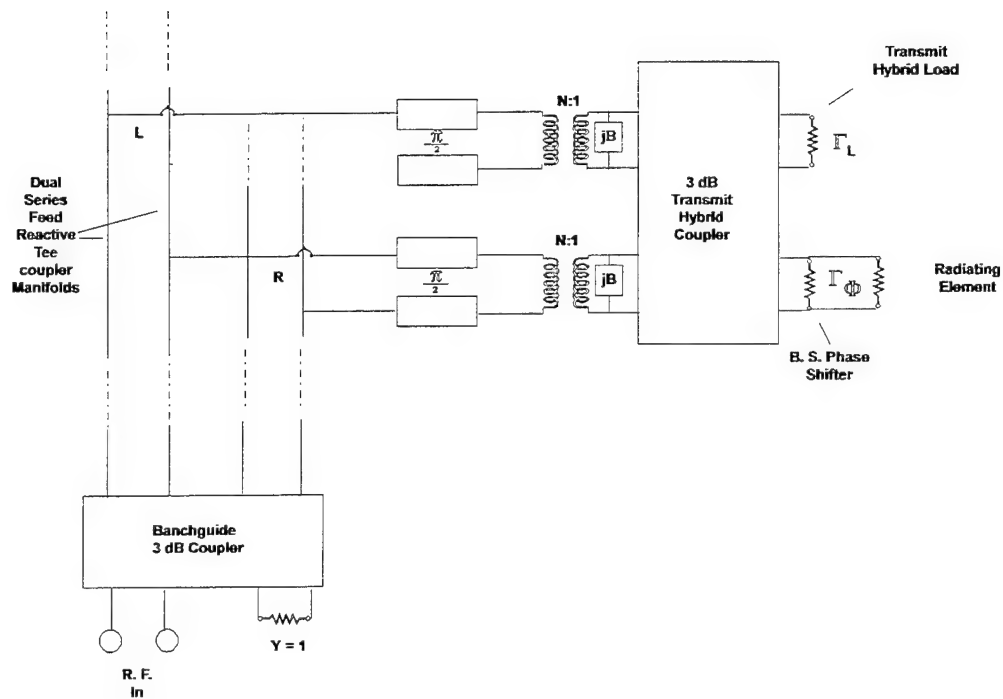 Transmit
Hybrid Load
N:1
L
π/2
jB
Γ_L
Dual
Series
Feed
Reactive
Tee
coupler
Manifolds
3 dB
Transmit
Hybrid
Coupler
N:1
R
π/2
jB
Γ_Φ
Radiating
Element
B. S. Phase
Shifter
Banchguide
3 dB Coupler
Y = 1
R. F.
In